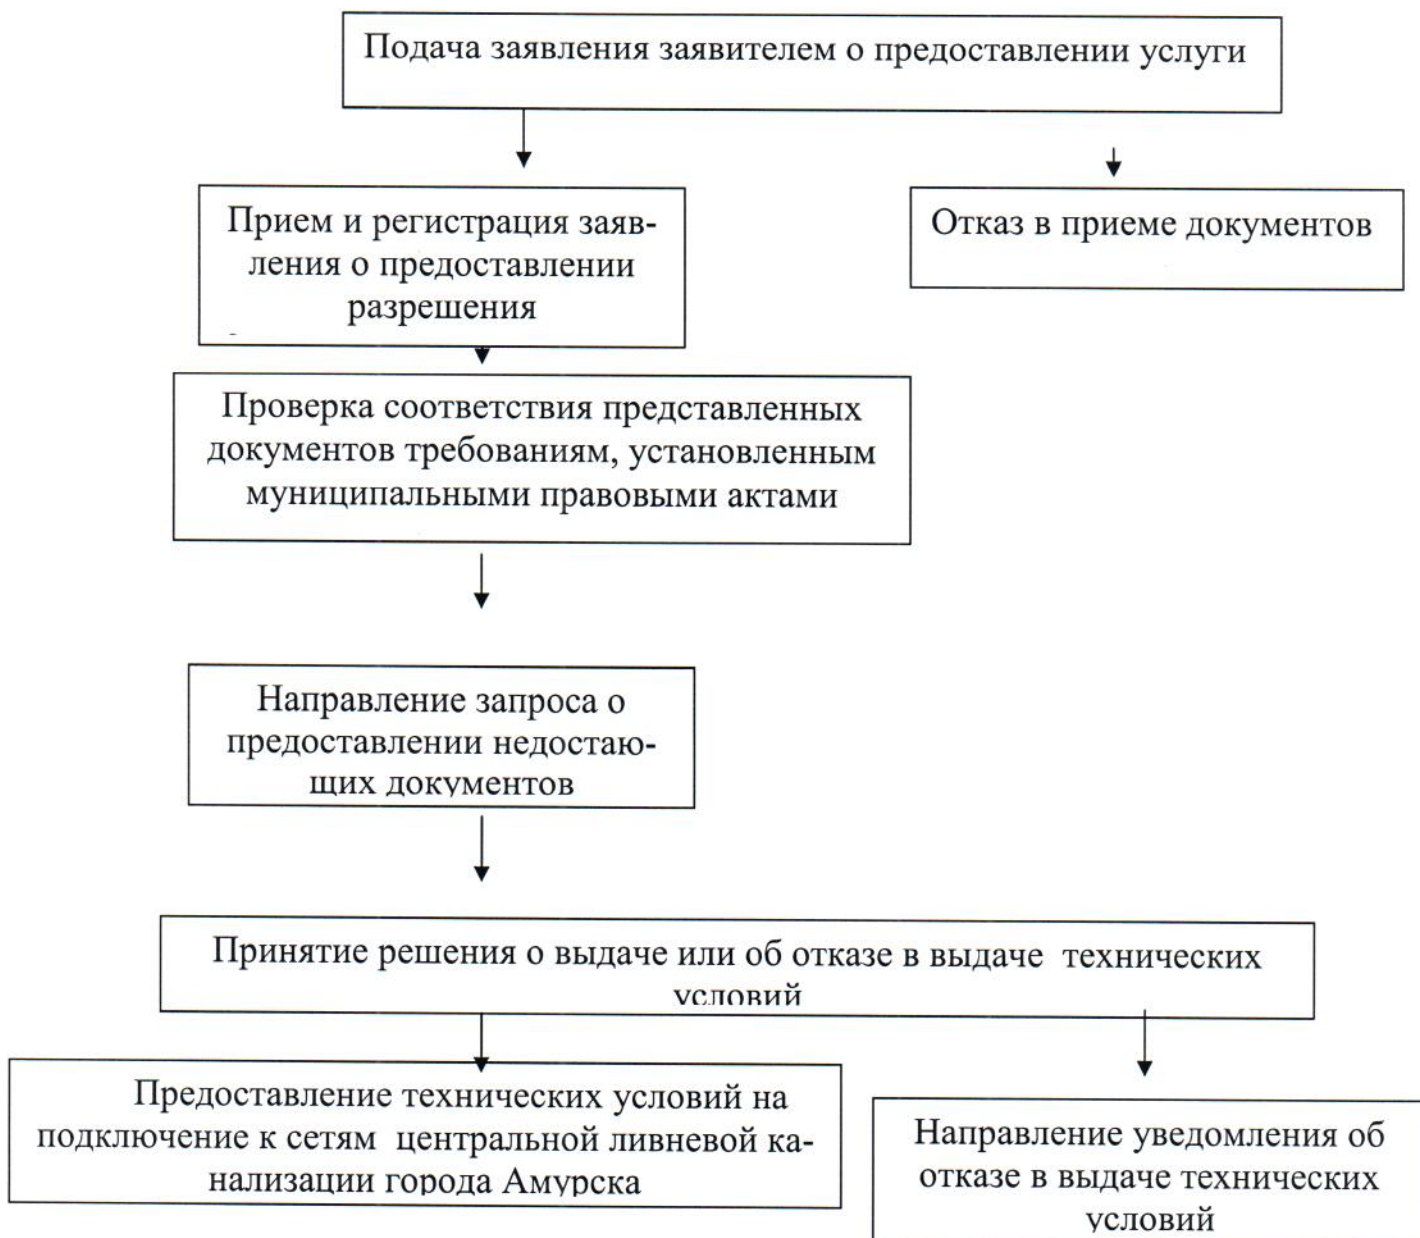 Подача заявления заявителем о предоставлении услуги
Прием и регистрация заяв-
ления о предоставлении
разрешения
Отказ в приеме документов
Проверка соответствия представленных
документов требованиям, установленным
муниципальными правовыми актами
Направление запроса о
предоставлении недостаю-
щих документов
Принятие решения о выдаче или об отказе в выдаче технических
условий
Предоставление технических условий на
подключение к сетям центральной ливневой ка-
нализации города Амурска
Направление уведомления об
отказе в выдаче технических
условий